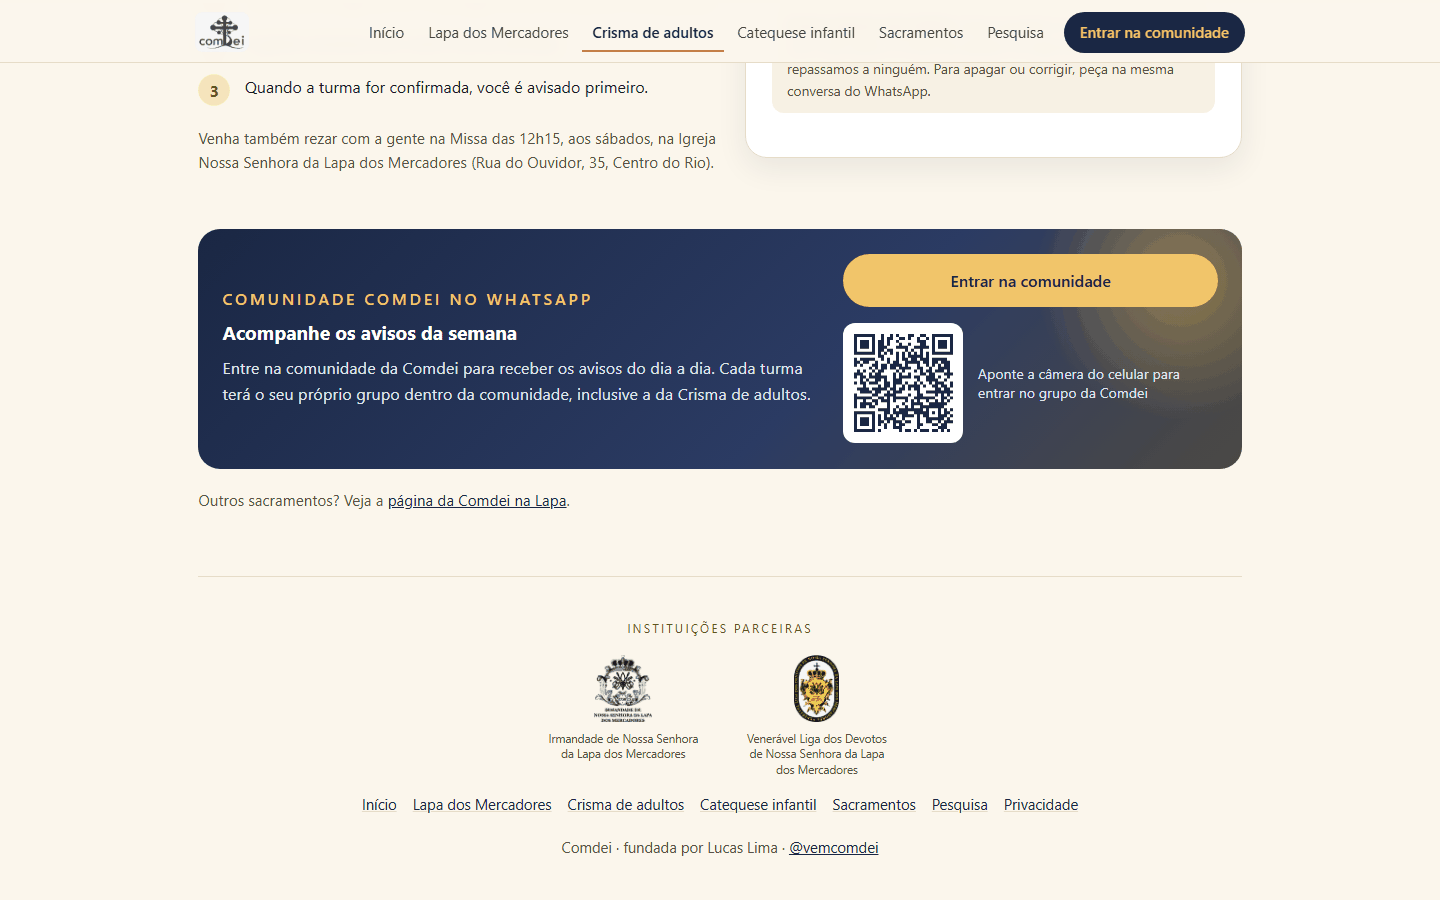 comdei
Início
Lapa dos Mercadores
Crisma de adultos
Catequese infantil
Sacramentos
Pesquisa
Entrar na comunidade
3
Quando a turma for confirmada, você é avisado primeiro.
Venha também rezar com a gente na Missa das 12h15, aos sábados, na Igreja
Nossa Senhora da Lapa dos Mercadores (Rua do Ouvidor, 35, Centro do Rio).
repassamos a ninguém. Para apagar ou corrigir, peça na mesma
conversa do WhatsApp.
COMUNIDADE COMDEI NO WHATSAPP
Acompanhe os avisos da semana
Entre na comunidade da Comdei para receber os avisos do dia a dia. Cada turma
terá o seu próprio grupo dentro da comunidade, inclusive a da Crisma de adultos.
Entrar na comunidade
Aponte a câmera do celular para
entrar no grupo da Comdei
Outros sacramentos? Veja a página da Comdei na Lapa.
INSTITUIÇÕES PARCEIRAS
IRMANDADE DE
NOSSA SENHORA DA LAPA
DOS MERCADORES
Irmandade de Nossa Senhora
da Lapa dos Mercadores
Venerável Liga dos Devotos
de Nossa Senhora da Lapa
dos Mercadores
Início
Lapa dos Mercadores
Crisma de adultos
Catequese infantil
Sacramentos
Pesquisa
Privacidade
Comdei · fundada por Lucas Lima · @vemcomdei